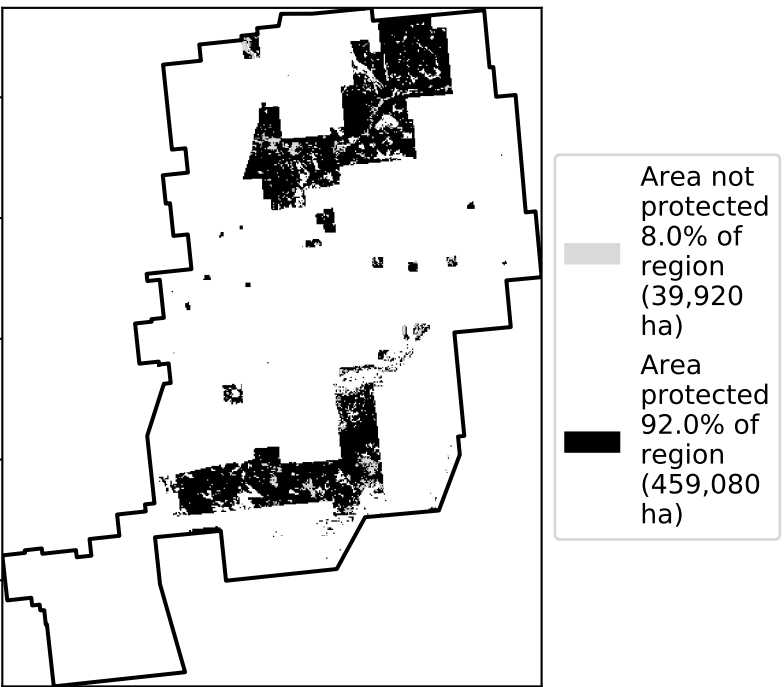 Area not
protected
8.0% of
region
(39,920
ha)
Area
protected
92.0% of
region
(459,080
ha)